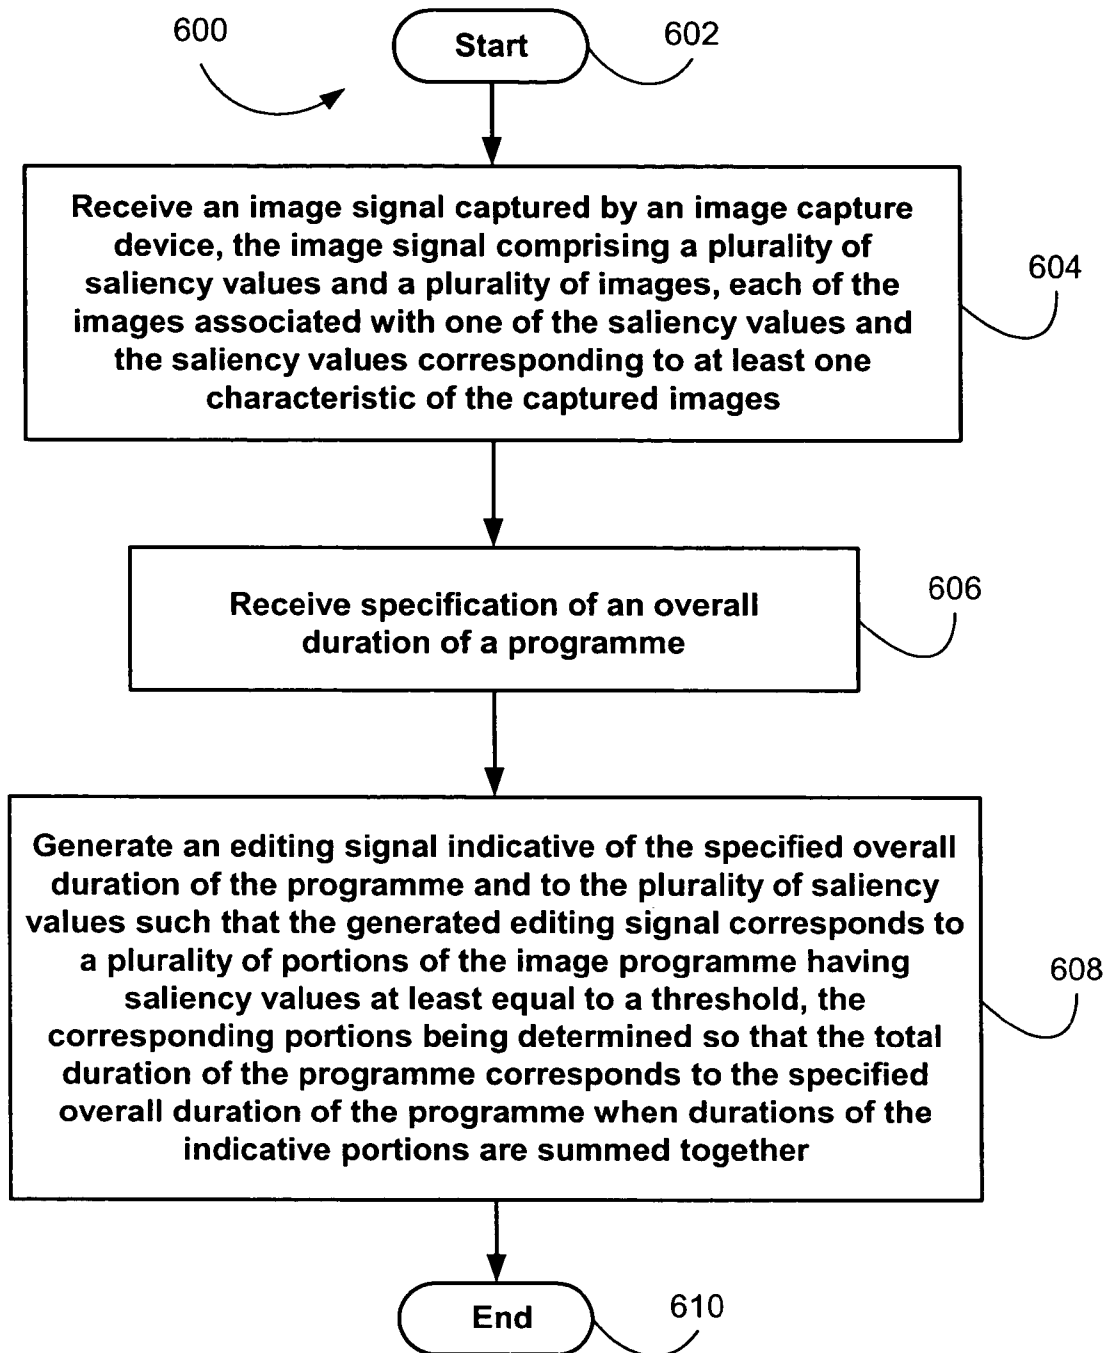 600
Start
602
Receive an image signal captured by an image capture
device, the image signal comprising a plurality of
saliency values and a plurality of images, each of the
images associated with one of the saliency values and
the saliency values corresponding to at least one
characteristic of the captured images
604
Receive specification of an overall
duration of a programme
606
Generate an editing signal indicative of the specified overall
duration of the programme and to the plurality of saliency
values such that the generated editing signal corresponds to
a plurality of portions of the image programme having
saliency values at least equal to a threshold, the
corresponding portions being determined so that the total
duration of the programme corresponds to the specified
overall duration of the programme when durations of the
indicative portions are summed together
608
End
610